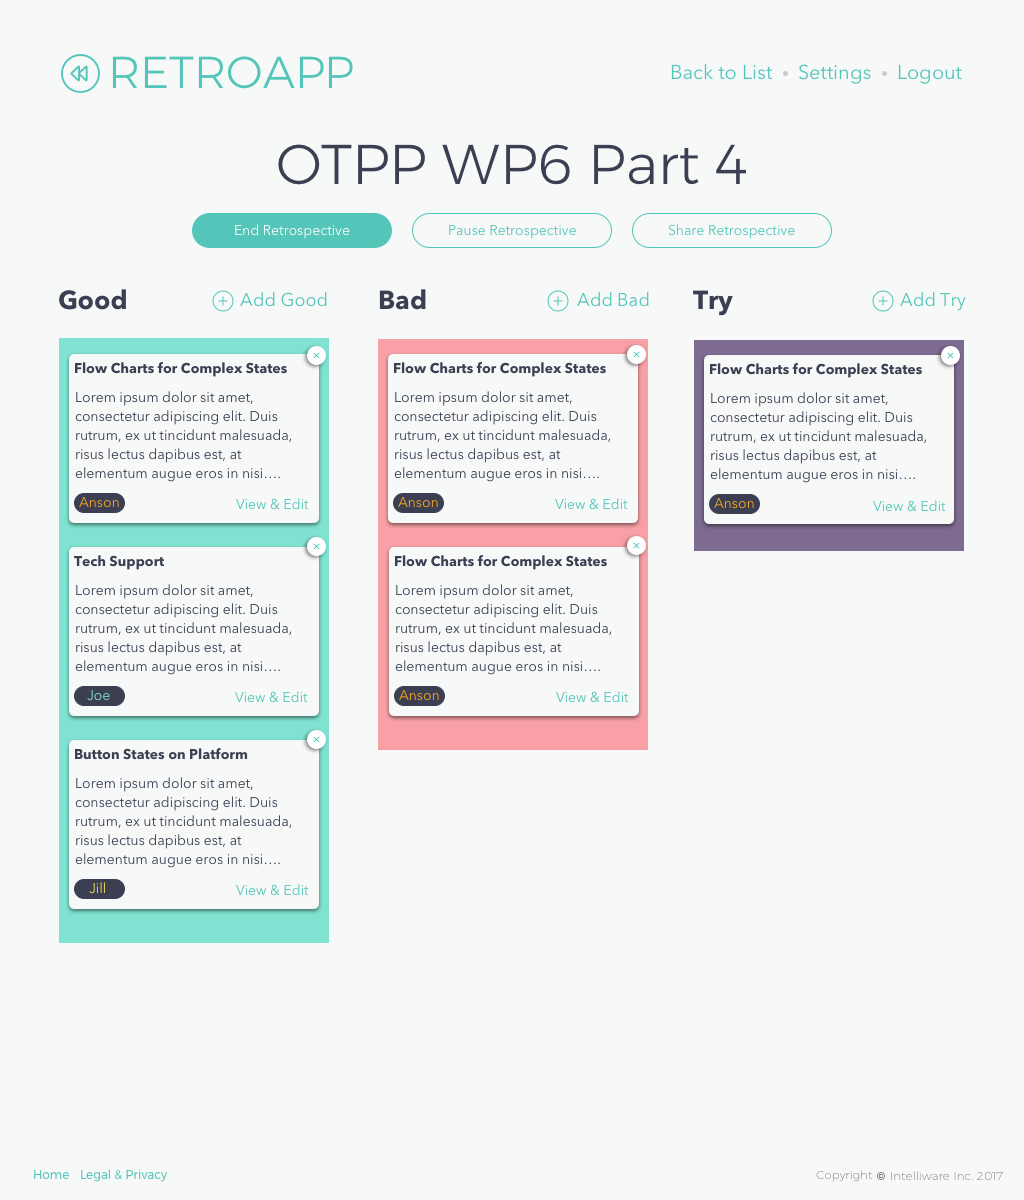 RETROAPP
Back to List • Settings • Logout
OTPP WP6 Part 4
End Retrospective
Pause Retrospective
Share Retrospective
Good
Add Good
Flow Charts for Complex States
Lorem ipsum dolor sit amet,
consectetur adipiscing elit. Duis
rutrum, ex ut tincidunt malesuada,
risus lectus dapibus est, at
elementum augue eros in nisi….
Anson
View & Edit
Tech Support
Lorem ipsum dolor sit amet,
consectetur adipiscing elit. Duis
rutrum, ex ut tincidunt malesuada,
risus lectus dapibus est, at
elementum augue eros in nisi….
Joe
View & Edit
Button States on Platform
Lorem ipsum dolor sit amet,
consectetur adipiscing elit. Duis
rutrum, ex ut tincidunt malesuada,
risus lectus dapibus est, at
elementum augue eros in nisi….
Jill
View & Edit
Bad
Add Bad
Flow Charts for Complex States
Lorem ipsum dolor sit amet,
consectetur adipiscing elit. Duis
rutrum, ex ut tincidunt malesuada,
risus lectus dapibus est, at
elementum augue eros in nisi….
Anson
View & Edit
Flow Charts for Complex States
Lorem ipsum dolor sit amet,
consectetur adipiscing elit. Duis
rutrum, ex ut tincidunt malesuada,
risus lectus dapibus est, at
elementum augue eros in nisi….
Anson
View & Edit
Try
Add Try
Flow Charts for Complex States
Lorem ipsum dolor sit amet,
consectetur adipiscing elit. Duis
rutrum, ex ut tincidunt malesuada,
risus lectus dapibus est, at
elementum augue eros in nisi….
Anson
View & Edit
Home Legal & Privacy
Copyright © Intelliware Inc. 2017